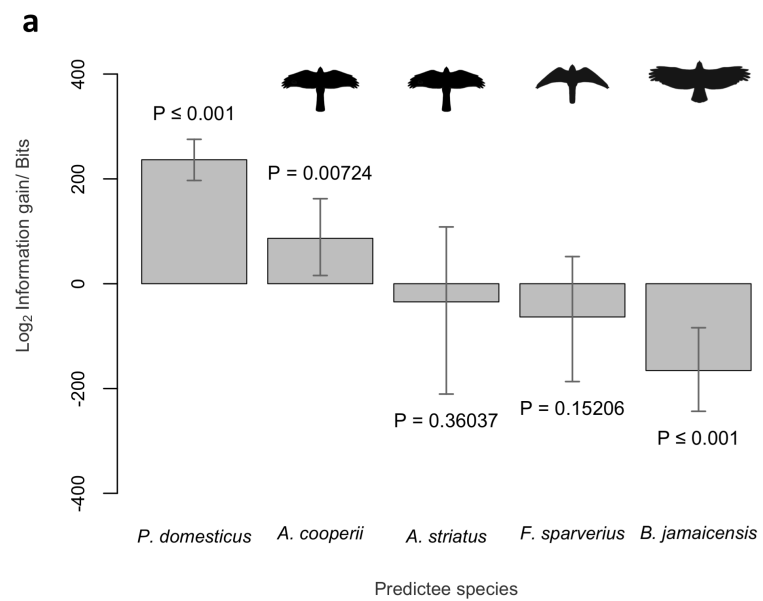 a
400
200
0
-200
-400
Log2 Information gain/ Bits
P ≤ 0.001
P = 0.00724
P = 0.36037
P = 0.15206
P ≤ 0.001
P. domesticus
A. cooperii
A. striatus
F. sparverius
B. jamaicensis
Predictee species